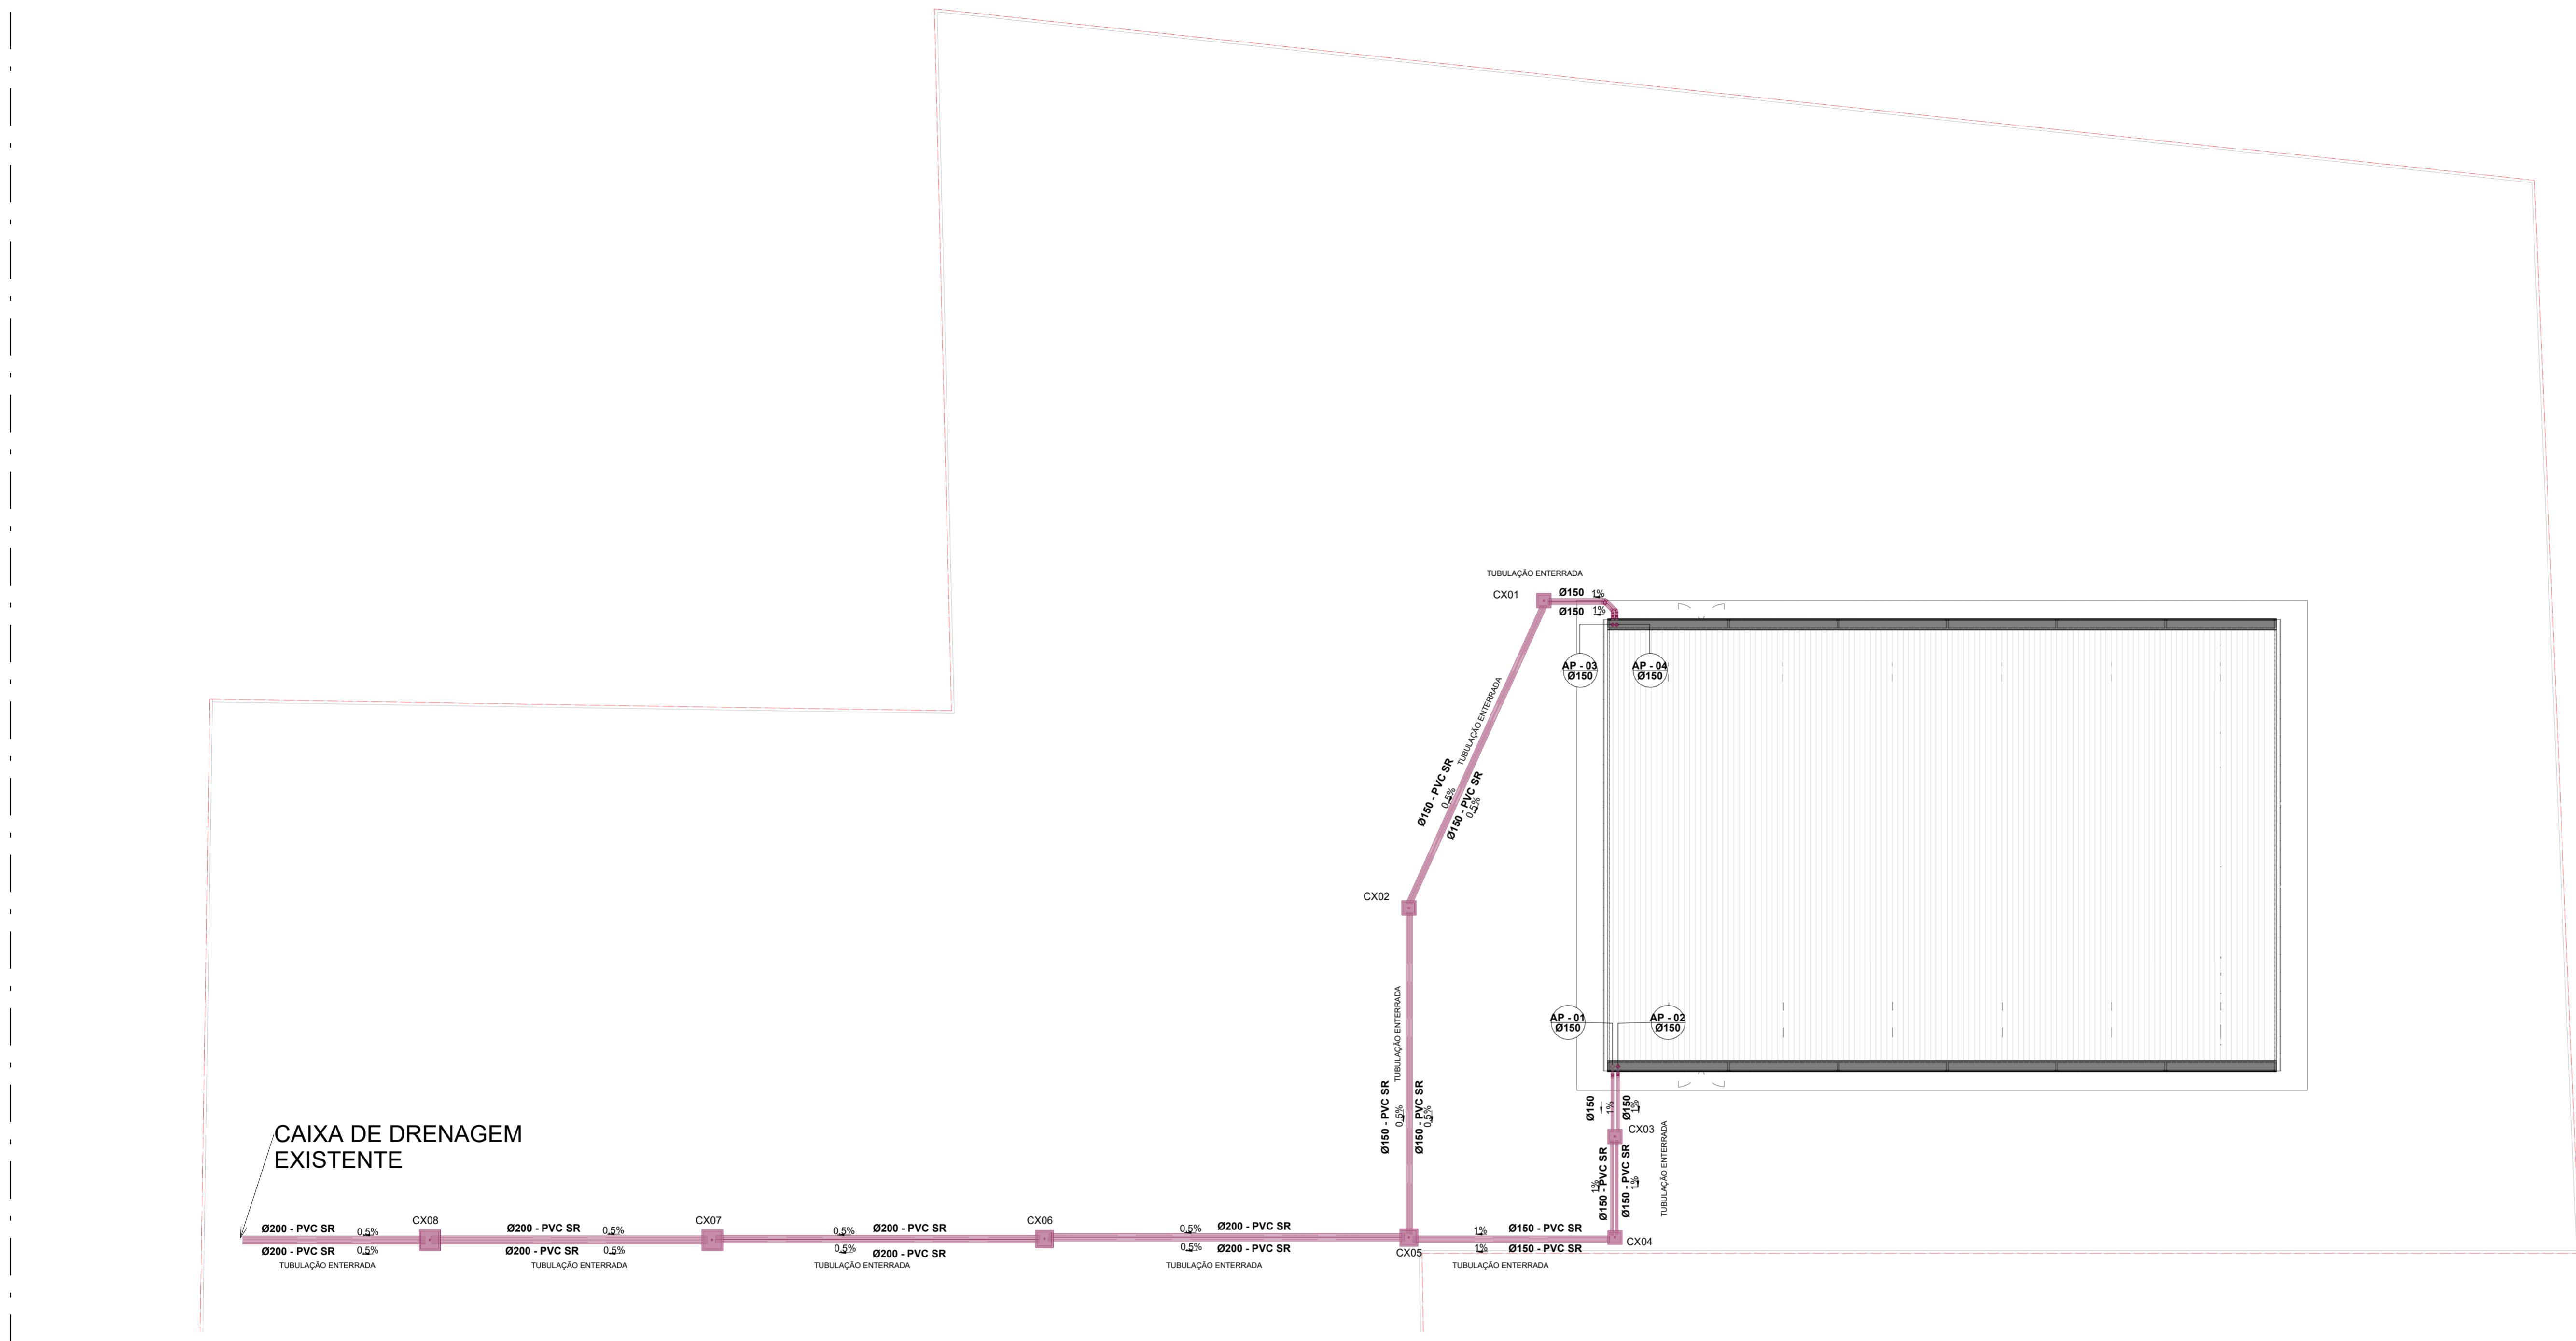 TUBULAÇÃO ENTERRADA
CX01
Ø150 1%
Ø150 1%
AP - 03
Ø150
AP - 04
Ø150
TUBULAÇÃO ENTERRADA
Ø150 - PVC SR
0.5%
Ø150 - PVC SR
0.5%
CX02
TUBULAÇÃO ENTERRADA
Ø150 - PVC SR
0.5%
Ø150 - PVC SR
0.5%
AP - 01
Ø150
AP - 02
Ø150
Ø150
1%
Ø150
1%
CX03
TUBULAÇÃO ENTERRADA
Ø150 - PVC SR
1%
Ø150 - PVC SR
1%
CX04
CAIXA DE DRENAGEM
EXISTENTE
Ø200 - PVC SR 0.5%
Ø200 - PVC SR 0.5%
TUBULAÇÃO ENTERRADA
CX08
Ø200 - PVC SR 0.5%
Ø200 - PVC SR 0.5%
TUBULAÇÃO ENTERRADA
CX07
0.5% Ø200 - PVC SR
0.5% Ø200 - PVC SR
TUBULAÇÃO ENTERRADA
CX06
0.5% Ø200 - PVC SR
0.5% Ø200 - PVC SR
TUBULAÇÃO ENTERRADA
CX05
1% Ø150 - PVC SR
1% Ø150 - PVC SR
TUBULAÇÃO ENTERRADA